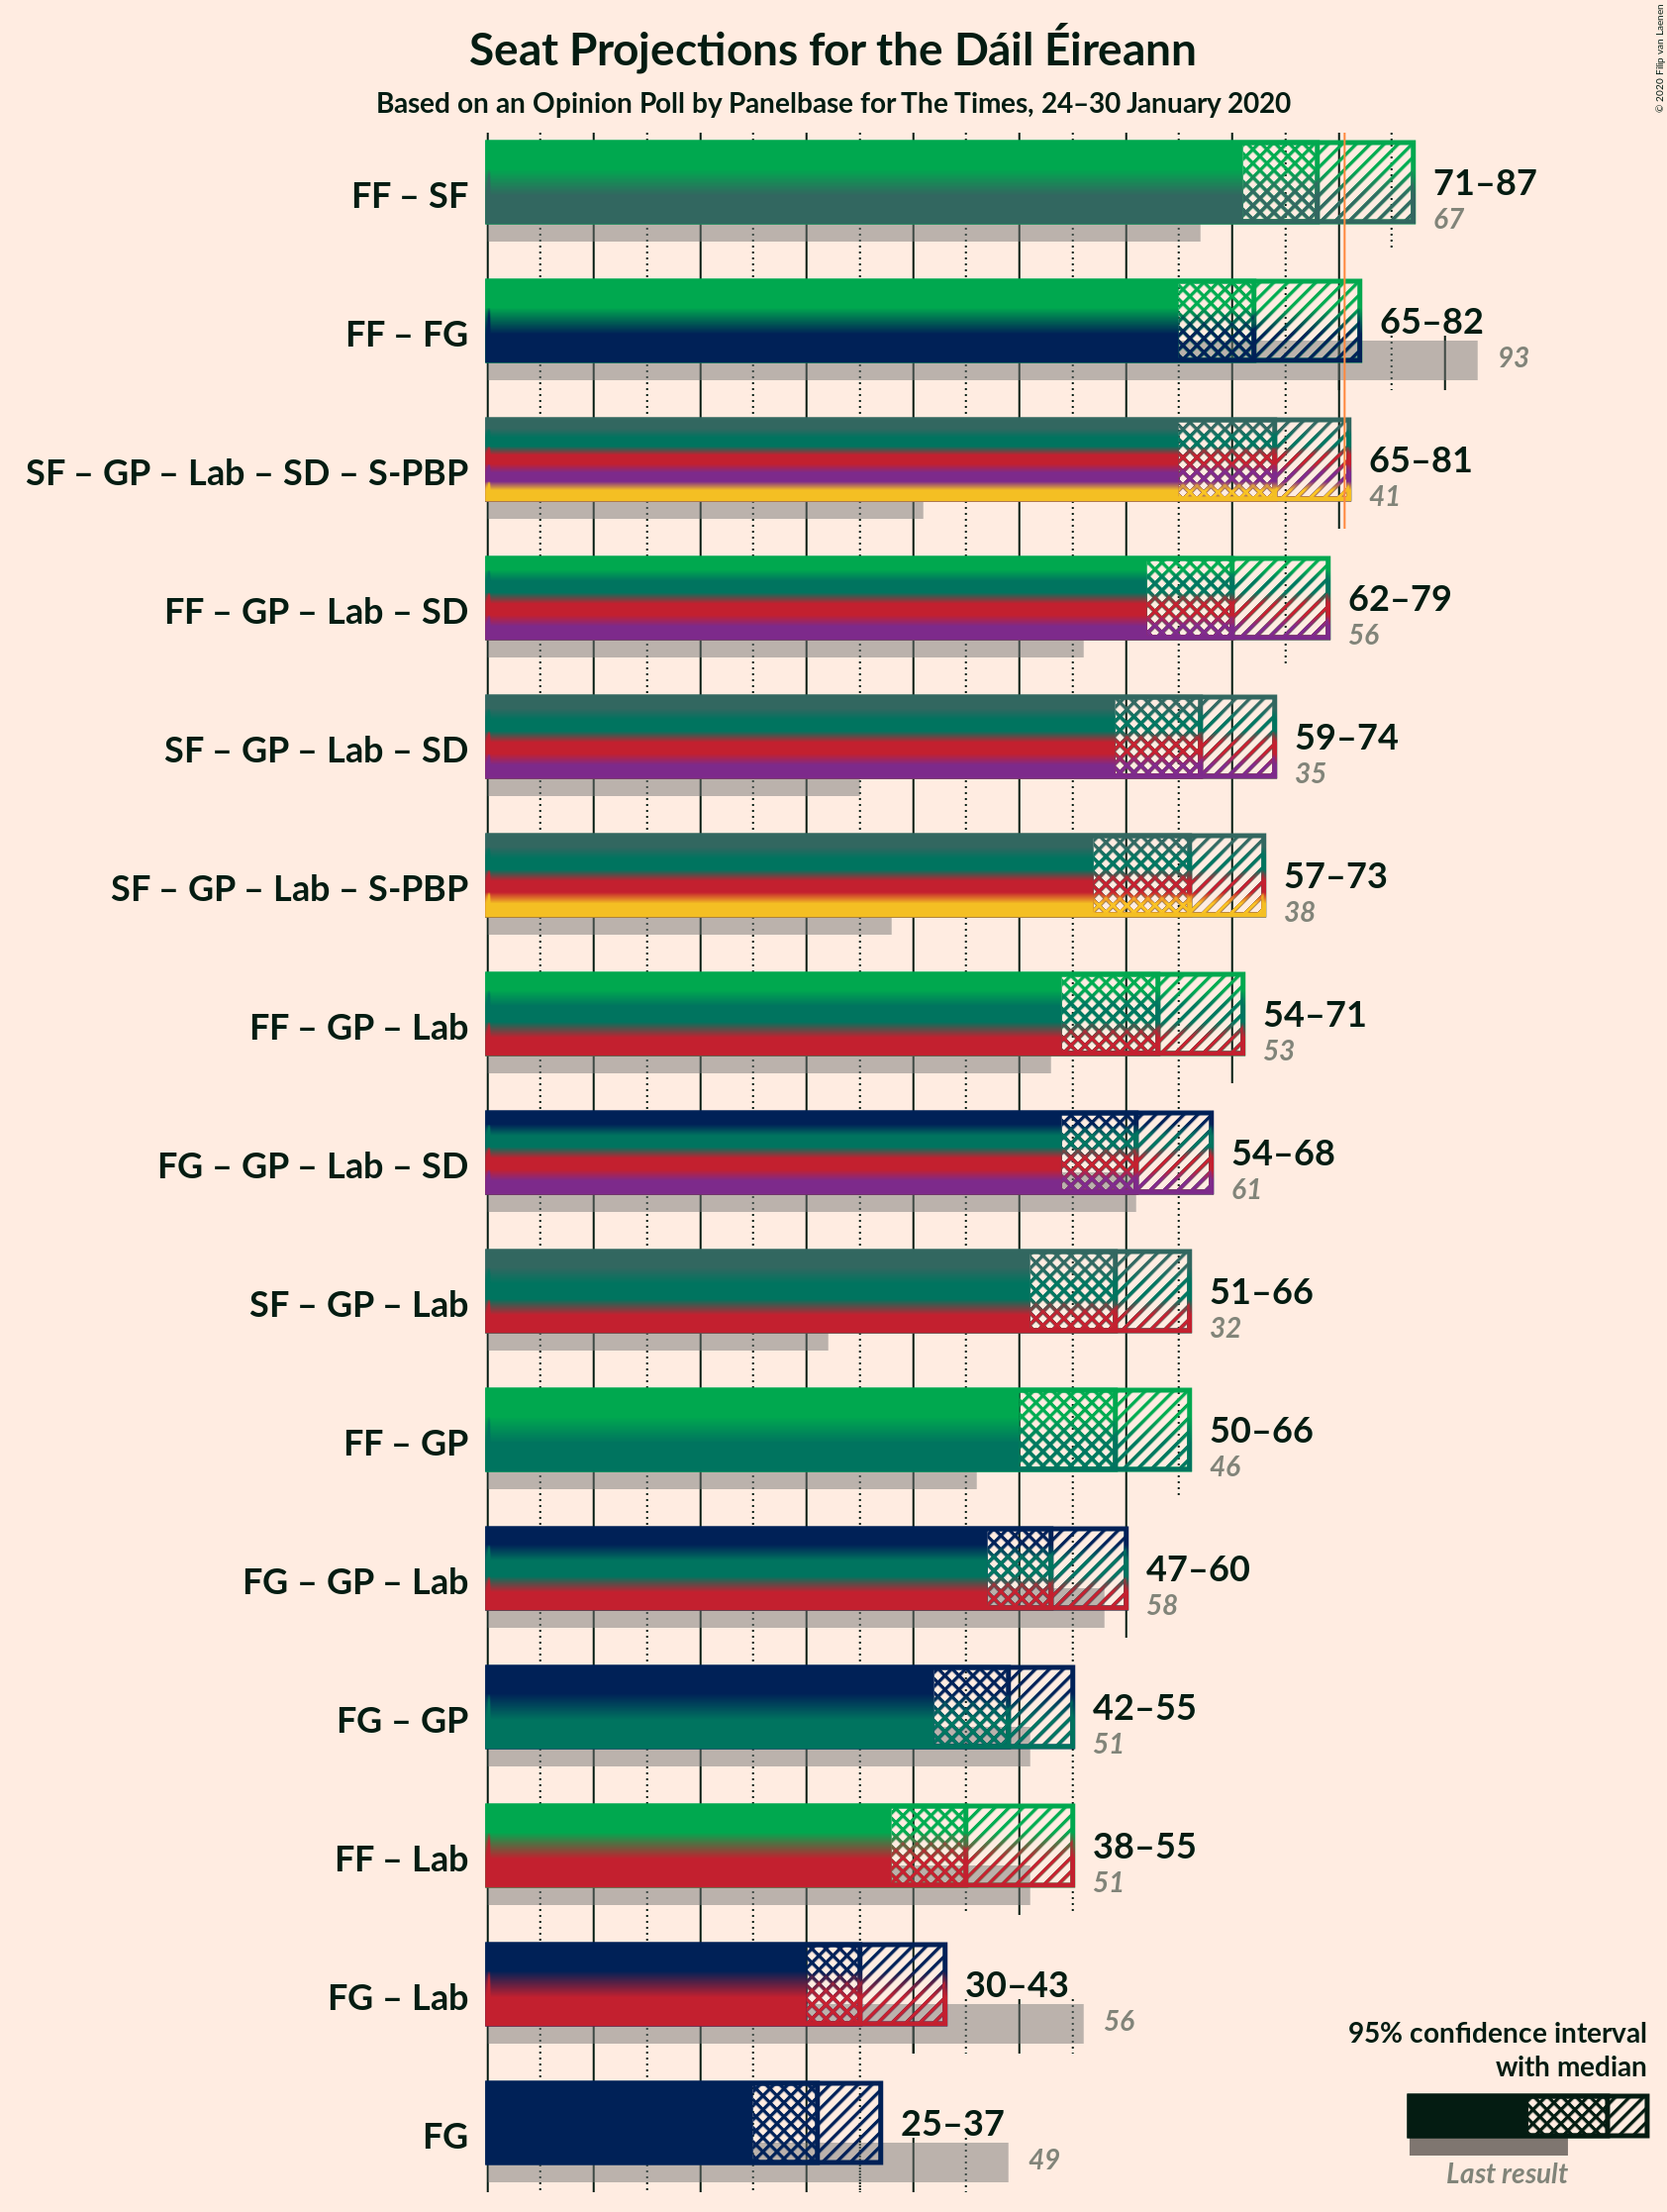 Seat Projections for the Dáil Éireann
Based on an Opinion Poll by Panelbase for The Times, 24–30 January 2020
© 2020 Filip van Laenen
FF – SF
71–87
67
FF – FG
65–82
93
SF – GP – Lab – SD – S-PBP
65–81
41
FF – GP – Lab – SD
62–79
56
SF – GP – Lab – SD
59–74
35
SF – GP – Lab – S-PBP
57–73
38
FF – GP – Lab
54–71
53
FG – GP – Lab – SD
54–68
61
SF – GP – Lab
51–66
32
FF – GP
50–66
46
FG – GP – Lab
47–60
58
FG – GP
42–55
51
FF – Lab
38–55
51
FG – Lab
30–43
56
FG
25–37
49
95% confidence interval
with median
Last result